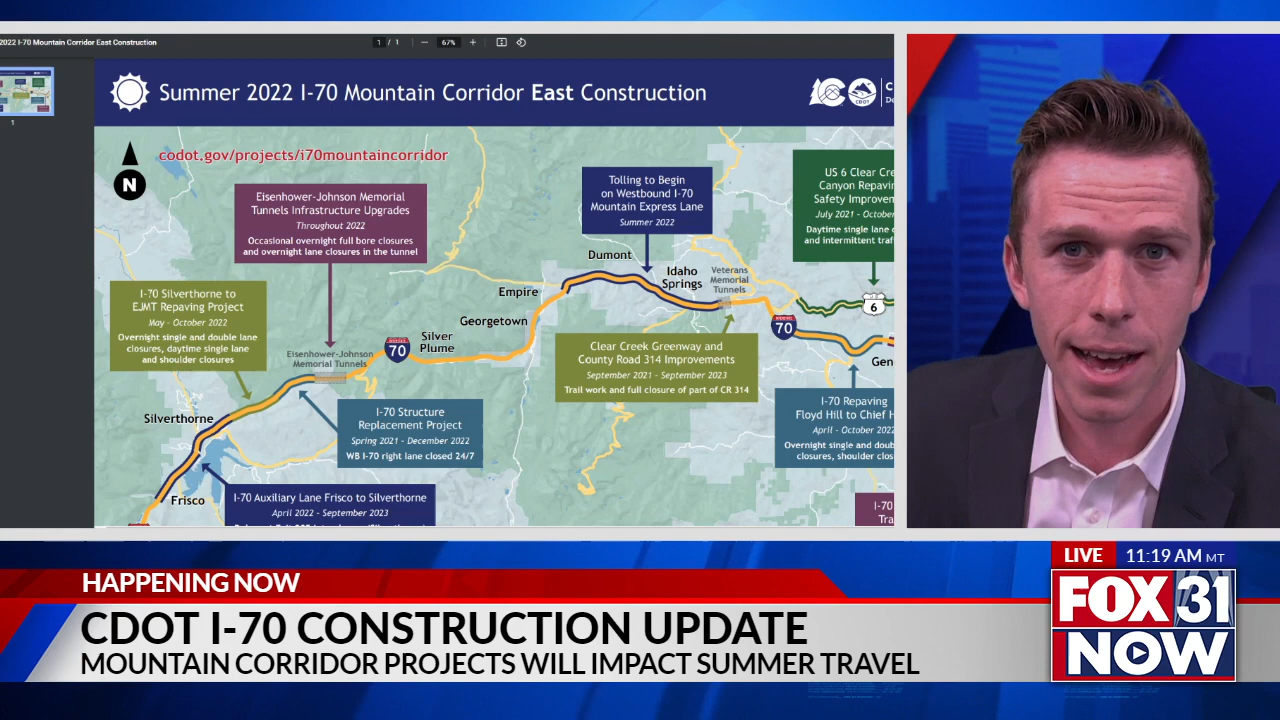 2022 I-70 Mountain Corridor East Construction
1 / 1
67%
1
Summer 2022 I-70 Mountain Corridor East Construction
CDOT
codot.gov/projects/i70mountaincorridor
N
Eisenhower-Johnson Memorial
Tunnels Infrastructure Upgrades
Throughout 2022
Occasional overnight full bore closures
and overnight lane closures in the tunnel
Tolling to Begin
on Westbound I-70
Mountain Express Lane
Summer 2022
US 6 Clear Cre
Canyon Repavin
Safety Improvem
July 2021 - October
Daytime single lane c
and intermittent traf
Dumont
Idaho
Springs
Veterans
Memorial
Tunnels
Empire
Georgetown
Silver
Plume
6
70
70
Gen
I-70 Silverthorne to
EJMT Repaving Project
May - October 2022
Overnight single and double lane
closures, daytime single lane
and shoulder closures
Eisenhower-Johnson
Memorial Tunnels
Clear Creek Greenway and
County Road 314 Improvements
September 2021 - September 2023
Trail work and full closure of part of CR 314
I-70 Repaving
Floyd Hill to Chief H
April - October 2022
Overnight single and doub
closures, shoulder clos
Silverthorne
I-70 Structure
Replacement Project
Spring 2021 - December 2022
WB I-70 right lane closed 24/7
Frisco
I-70 Auxiliary Lane Frisco to Silverthorne
April 2022 - September 2023
I-70
Tra
HAPPENING NOW
CDOT I-70 CONSTRUCTION UPDATE
MOUNTAIN CORRIDOR PROJECTS WILL IMPACT SUMMER TRAVEL
LIVE 11:19 AM MT
FOX 31
NOW